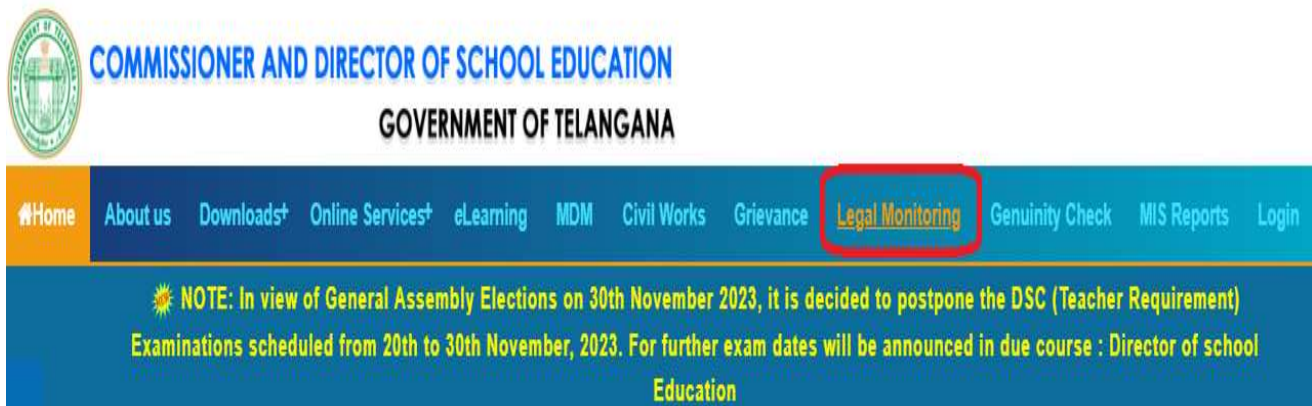 COMMISSIONER AND DIRECTOR OF SCHOOL EDUCATION
GOVERNMENT OF TELANGANA
Home About us Downloads+ Online Services+ eLearning MDM Civil Works Grievance Legal Monitoring Genuinity Check MIS Reports Login
NOTE: In view of General Assembly Elections on 30th November 2023, it is decided to postpone the DSC (Teacher Requirement)
Examinations scheduled from 20th to 30th November, 2023. For further exam dates will be announced in due course : Director of school
Education